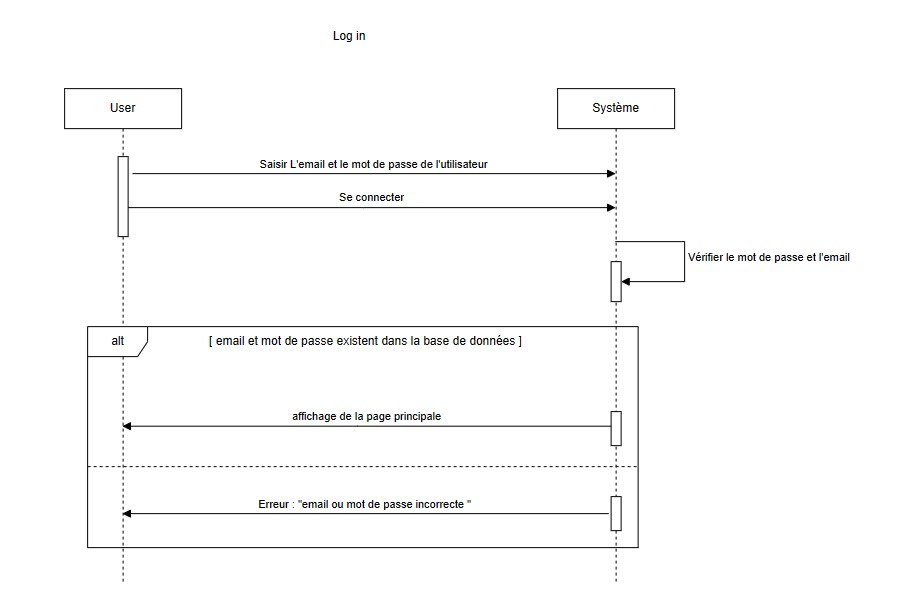 Log in
User
Système
Saisir L'email et le mot de passe de l'utilisateur
Se connecter
Vérifier le mot de passe et l'email
alt
[ email et mot de passe existent dans la base de données ]
affichage de la page principale
Erreur : "email ou mot de passe incorrecte "